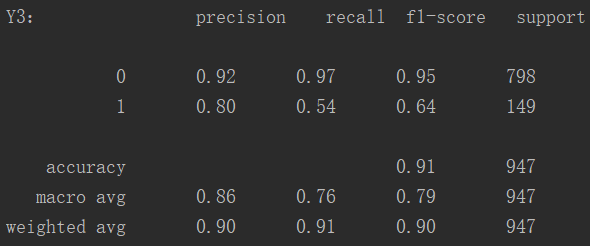 Y3: precision recall f1-score support
0 0.92 0.97 0.95 798
1 0.80 0.54 0.64 149
accuracy 0.91 947
macro avg 0.86 0.76 0.79 947
weighted avg 0.90 0.91 0.90 947